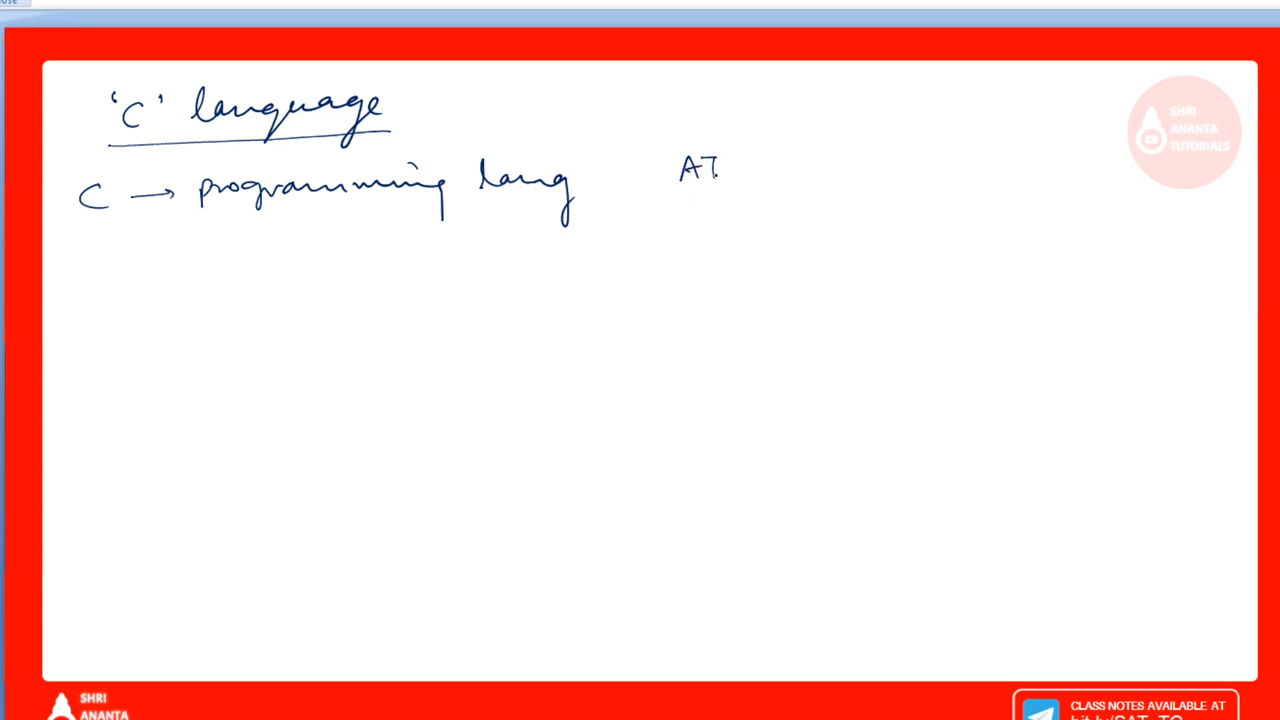 'C' language
C → programming lang AT
SHRI
ANANTA
TUTORIALS
SHRI
ANANTA
CLASS NOTES AVAILABLE AT